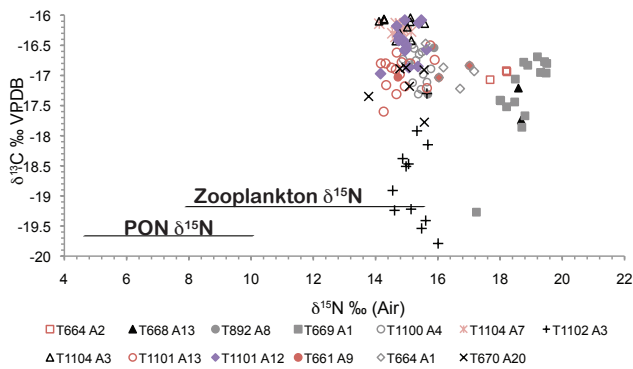 -16
-16.5
-17
-17.5
-18
-18.5
-19
-19.5
-20
δ¹³C ‰ VPDB
Zooplankton δ¹⁵N
PON δ¹⁵N
4 6 8 10 12 14 16 18 20 22
δ¹⁵N ‰ (Air)
T664 A2 T668 A13 T892 A8 T669 A1 T1100 A4 T1104 A7 T1102 A3
T1104 A3 T1101 A13 T1101 A12 T661 A9 T664 A1 T670 A20